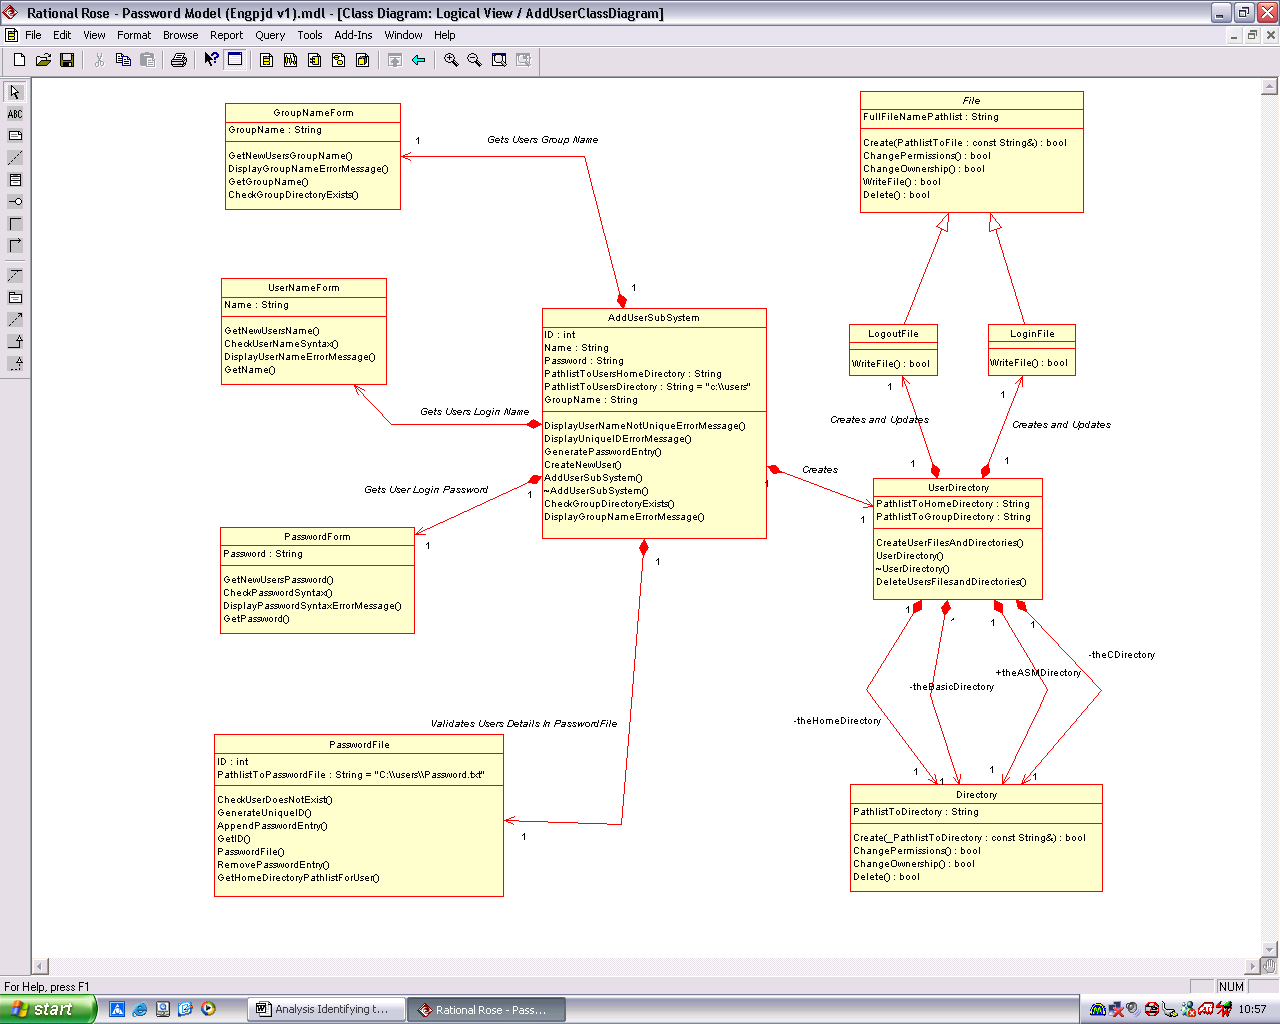 Rational Rose - Password Model (Engpjd v1).mdl - [Class Diagram: Logical View / AddUserClassDiagram]
File Edit View Format Browse Report Query Tools Add-Ins Window Help
ABC
GroupNameForm
GroupName : String
GetNewUsersGroupName()
DisplayGroupNameErrorMessage()
GetGroupName()
CheckGroupDirectoryExists()
1
Gets Users Group Name
1
File
FullFileNamePathlist : String
Create(PathlistToFile : const String&) : bool
ChangePermissions() : bool
ChangeOwnership() : bool
WriteFile() : bool
Delete() : bool
UserNameForm
Name : String
GetNewUsersName()
CheckUserNameSyntax()
DisplayUserNameErrorMessage()
GetName()
Gets Users Login Name
AddUserSubSystem
ID : int
Name : String
Password : String
PathlistToUsersHomeDirectory : String
PathlistToUsersDirectory : String = "c:\\users"
GroupName : String
DisplayUserNameNotUniqueErrorMessage()
DisplayUniqueIDErrorMessage()
GeneratePasswordEntry()
CreateNewUser()
AddUserSubSystem()
~AddUserSubSystem()
CheckGroupDirectoryExists()
DisplayGroupNameErrorMessage()
LogoutFile
WriteFile() : bool
LoginFile
WriteFile() : bool
1
1
Creates and Updates
Creates and Updates
1
1
Creates
1
1
UserDirectory
PathlistToHomeDirectory : String
PathlistToGroupDirectory : String
CreateUserFilesAndDirectories()
UserDirectory()
~UserDirectory()
DeleteUsersFilesandDirectories()
Gets User Login Password
1
1
PasswordForm
Password : String
GetNewUsersPassword()
CheckPasswordSyntax()
DisplayPasswordSyntaxErrorMessage()
GetPassword()
1
1
1
1
-theCDirectory
+theASMDirectory
-theBasicDirectory
-theHomeDirectory
1
1
1
1
Validates Users Details In PasswordFile
PasswordFile
ID : int
PathlistToPasswordFile : String = "C:\\users\\Password.txt"
CheckUserDoesNotExist()
GenerateUniqueID()
AppendPasswordEntry()
GetID()
PasswordFile()
RemovePasswordEntry()
GetHomeDirectoryPathlistForUser()
1
Directory
PathlistToDirectory : String
Create(_PathlistToDirectory : const String&) : bool
ChangePermissions() : bool
ChangeOwnership() : bool
Delete() : bool
For Help, press F1
NUM
start
Analysis Identifying t...
Rational Rose - Pass...
10:57